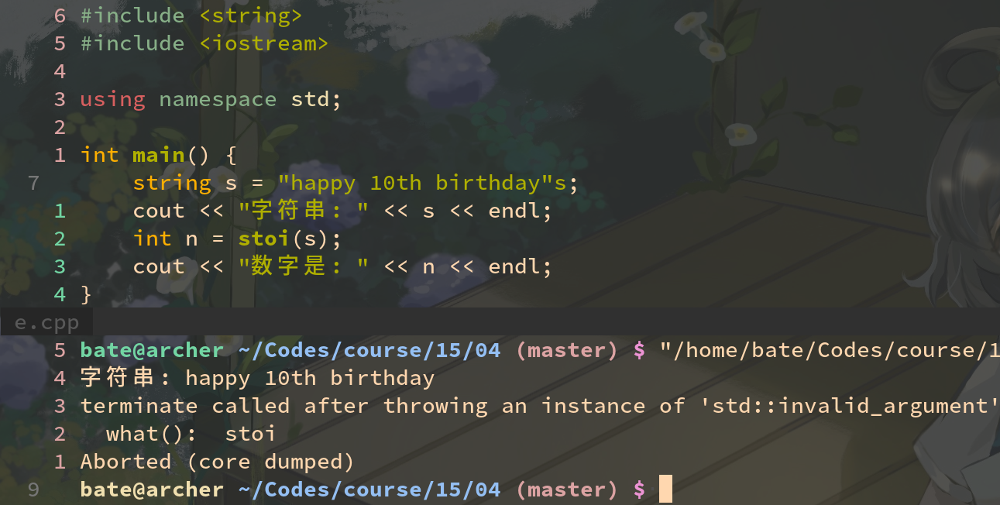 6 #include <string>
5 #include <iostream>
4
3 using namespace std;
2
1 int main() {
7 string s = "happy 10th birthday"s;
1 cout << "字符串: " << s << endl;
2 int n = stoi(s);
3 cout << "数字是: " << n << endl;
4 }
e.cpp
5 bate@archer ~/Codes/course/15/04 (master) $ "/home/bate/Codes/course/1
4 字符串: happy 10th birthday
3 terminate called after throwing an instance of 'std::invalid_argument'
2 what(): stoi
1 Aborted (core dumped)
9 bate@archer ~/Codes/course/15/04 (master) $